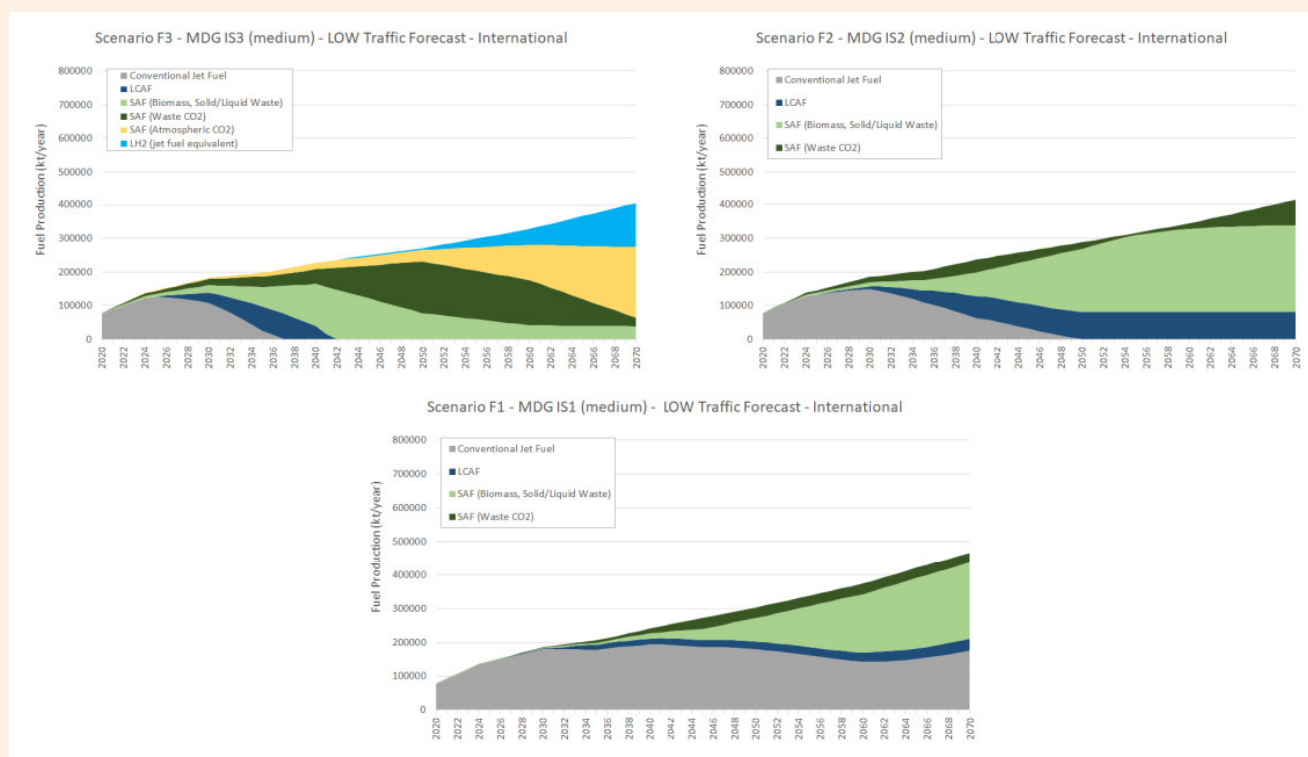 Scenario F3 - MDG IS3 (medium) - LOW Traffic Forecast - International
Fuel Production (kt/year)
800000
700000
600000
500000
400000
300000
200000
100000
0
Conventional Jet Fuel
LCAF
SAF (Biomass, Solid/Liquid Waste)
SAF (Waste CO2)
SAF (Atmospheric CO2)
LH2 (jet fuel equivalent)
2020 2022 2024 2026 2028 2030 2032 2034 2036 2038 2040 2042 2044 2046 2048 2050 2052 2054 2056 2058 2060 2062 2064 2066 2068 2070
Scenario F2 - MDG IS2 (medium) - LOW Traffic Forecast - International
Fuel Production (kt/year)
800000
700000
600000
500000
400000
300000
200000
100000
0
Conventional Jet Fuel
LCAF
SAF (Biomass, Solid/Liquid Waste)
SAF (Waste CO2)
2020 2022 2024 2026 2028 2030 2032 2034 2036 2038 2040 2042 2044 2046 2048 2050 2052 2054 2056 2058 2060 2062 2064 2066 2068 2070
Scenario F1 - MDG IS1 (medium) - LOW Traffic Forecast - International
Fuel Production (kt/year)
800000
700000
600000
500000
400000
300000
200000
100000
0
Conventional Jet Fuel
LCAF
SAF (Biomass, Solid/Liquid Waste)
SAF (Waste CO2)
2020 2022 2024 2026 2028 2030 2032 2034 2036 2038 2040 2042 2044 2046 2048 2050 2052 2054 2056 2058 2060 2062 2064 2066 2068 2070